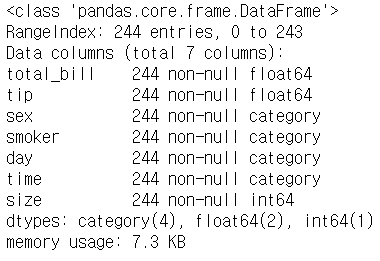 <class 'pandas.core.frame.DataFrame'>
RangeIndex: 244 entries, 0 to 243
Data columns (total 7 columns):
total_bill    244 non-null float64
tip           244 non-null float64
sex           244 non-null category
smoker        244 non-null category
day           244 non-null category
time          244 non-null category
size          244 non-null int64
dtypes: category(4), float64(2), int64(1)
memory usage: 7.3 KB